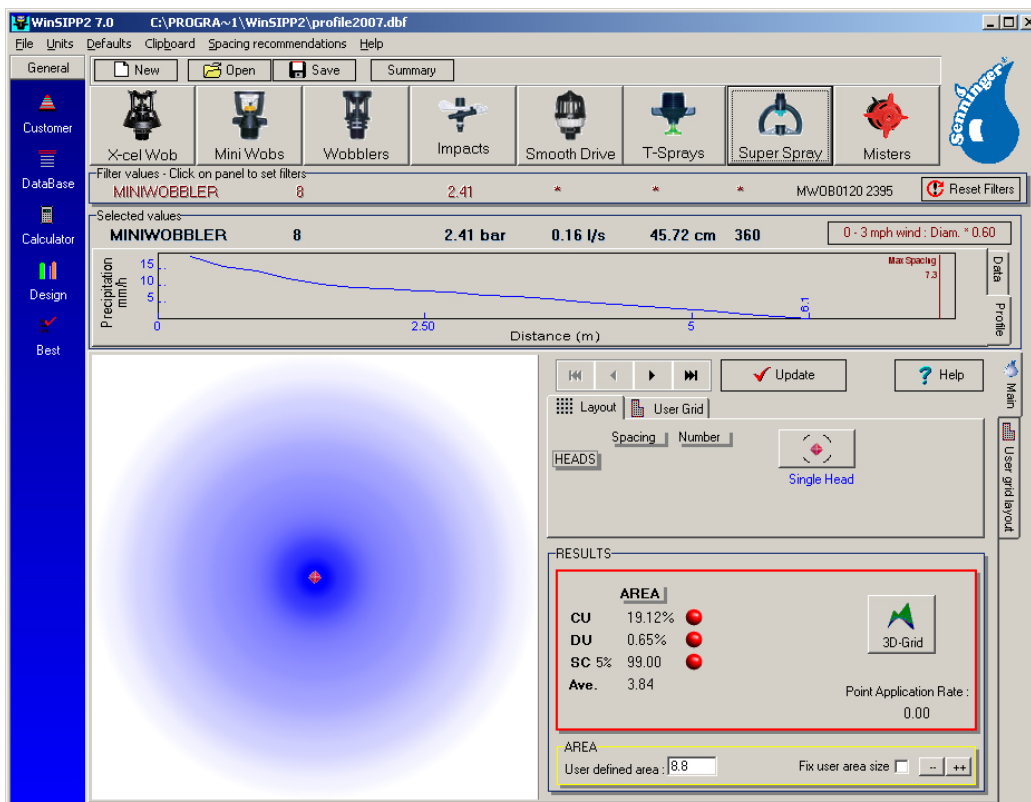 WinSIPP2 7.0 C:\PROGRA~1\WinSIPP2\profile2007.dbf
File Units Defaults Clipboard Spacing recommendations Help
General
New Open Save Summary
Customer
DataBase
Calculator
Design
Best
X-cel Wob Mini Wobs Wobblers Impacts Smooth Drive T-Sprays Super Spray Misters
Senninger®
Filter values - Click on panel to set filters
MINIWOBBLER 8 2.41 * * * MWOB0120 2395 Reset Filters
Selected values
MINIWOBBLER 8 2.41 bar 0.16 l/s 45.72 cm 360 0 - 3 mph wind : Diam. * 0.60
Precipitation
mm/h
15
10
5
0 2.50 5
6.1
Distance (m)
Max Spacing
7.3
Data
Profile
Update Help
Main
User grid layout
Layout User Grid
Spacing Number
HEADS
Single Head
RESULTS
AREA
CU 19.12%
DU 0.65%
SC 5% 99.00
Ave. 3.84
3D-Grid
Point Application Rate :
0.00
AREA
User defined area : 8.8 Fix user area size -- ++